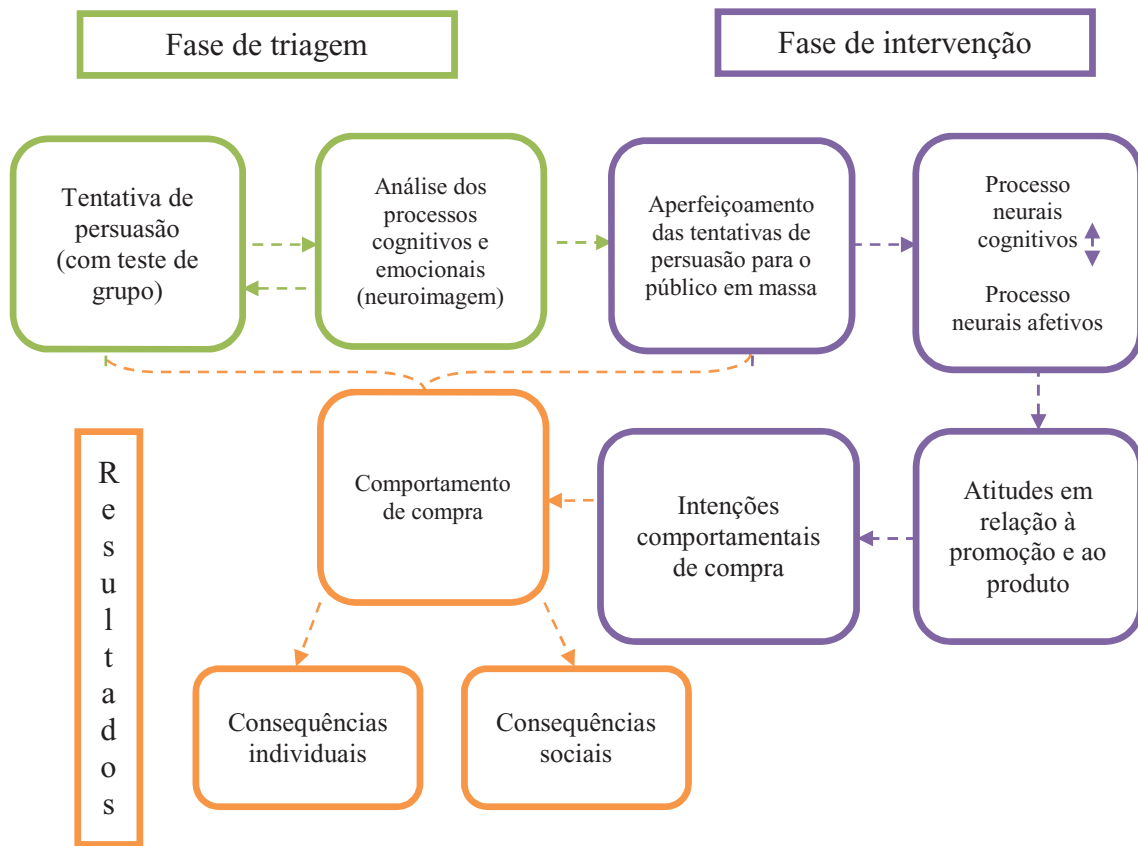 Fase de triagem
Fase de intervenção
Tentativa de
persuasão
(com teste de
grupo)
Análise dos
processos
cognitivos e
emocionais
(neuroimagem)
Aperfeiçoamento
das tentativas de
persuasão para o
público em massa
Processo
neurais
cognitivos
Processo
neurais afetivos
Resultados
Comportamento
de compra
Intenções
comportamentais
de compra
Atitudes em
relação à
promoção e ao
produto
Consequências
individuais
Consequências
sociais